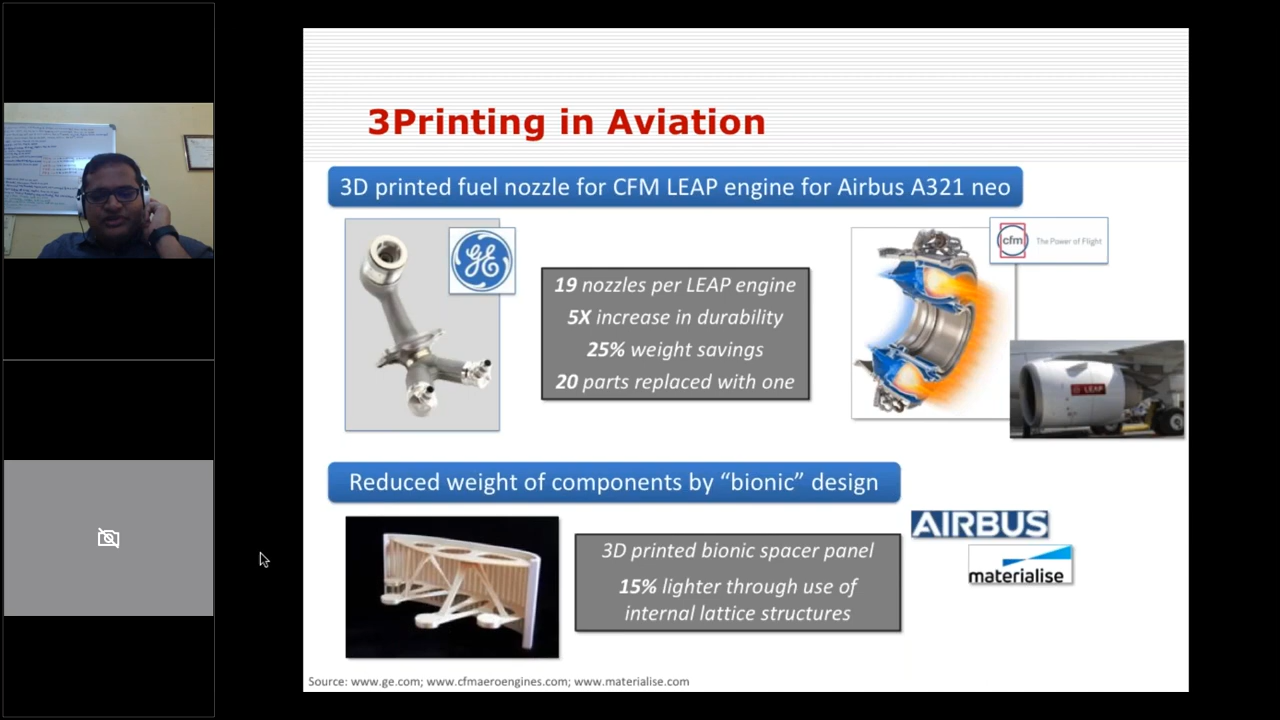 3Printing in Aviation
3D printed fuel nozzle for CFM LEAP engine for Airbus A321 neo
GE
cfm The Power of Flight
19 nozzles per LEAP engine
5X increase in durability
25% weight savings
20 parts replaced with one
LEAP
Reduced weight of components by “bionic” design
AIRBUS
materialise
3D printed bionic spacer panel
15% lighter through use of
internal lattice structures
Source: www.ge.com; www.cfmaeroengines.com; www.materialise.com